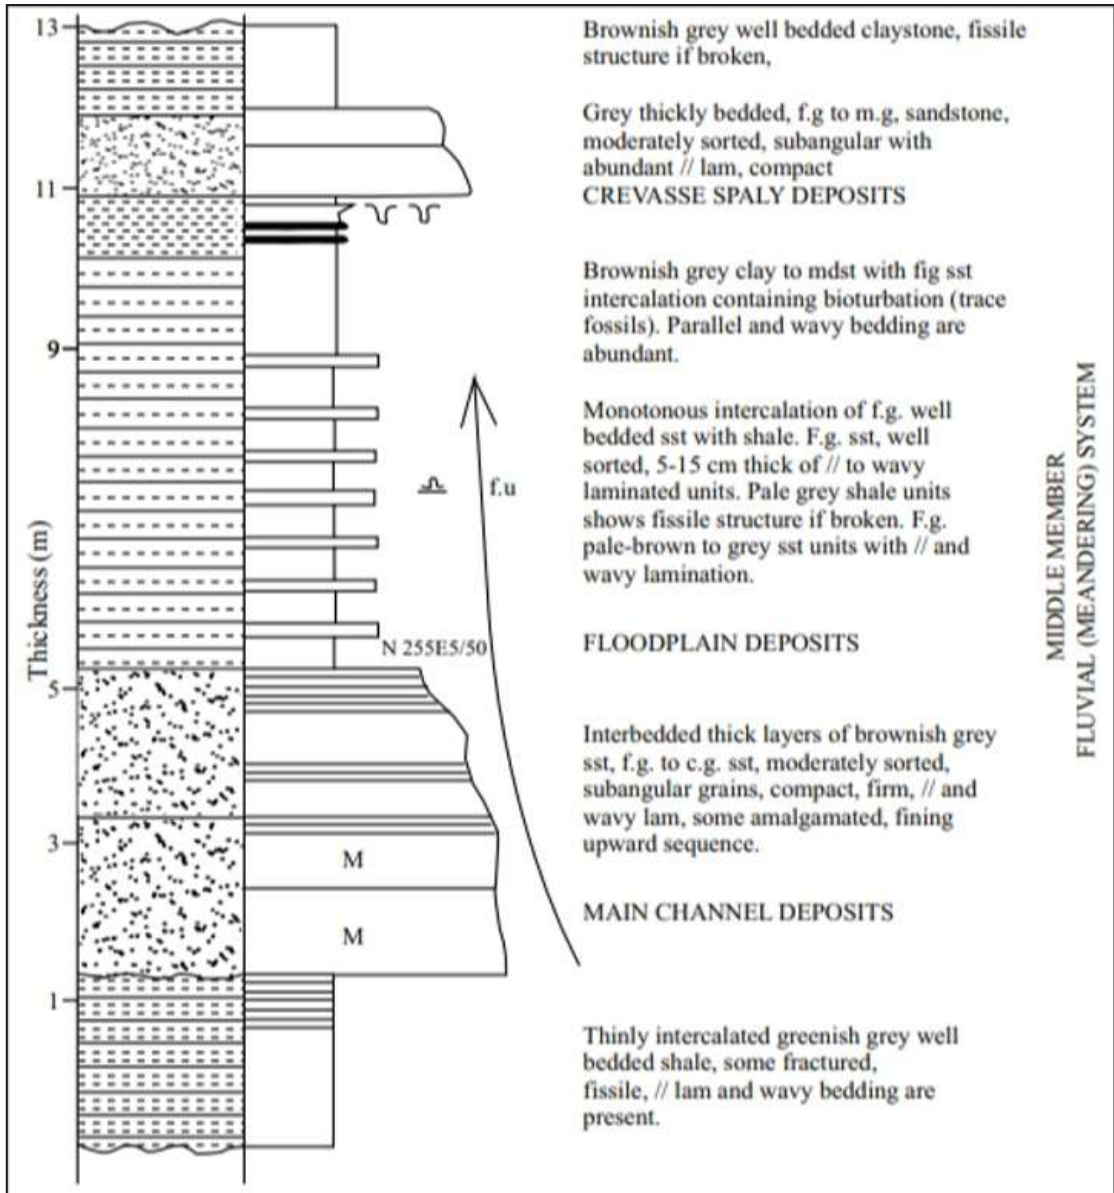 13
Brownish grey well bedded claystone, fissile
structure if broken,
Grey thickly bedded, f.g to m.g, sandstone,
moderately sorted, subangular with
abundant // lam, compact
11
CREVASSE SPALY DEPOSITS
Brownish grey clay to mdst with fig sst
intercalation containing bioturbation (trace
fossils). Parallel and wavy bedding are
abundant.
9
Monotonous intercalation of f.g. well
bedded sst with shale. F.g. sst, well
sorted, 5-15 cm thick of // to wavy
laminated units. Pale grey shale units
shows fissile structure if broken. F.g.
pale-brown to grey sst units with // and
wavy lamination.
f.u
N 255E5/50
FLOODPLAIN DEPOSITS
5
Interbedded thick layers of brownish grey
sst, f.g. to c.g. sst, moderately sorted,
subangular grains, compact, firm, // and
wavy lam, some amalgamated, fining
upward sequence.
3
M
MAIN CHANNEL DEPOSITS
M
1
Thinly intercalated greenish grey well
bedded shale, some fractured,
fissile, // lam and wavy bedding are
present.
Thickness (m)
MIDDLE MEMBER
FLUVIAL (MEANDERING) SYSTEM